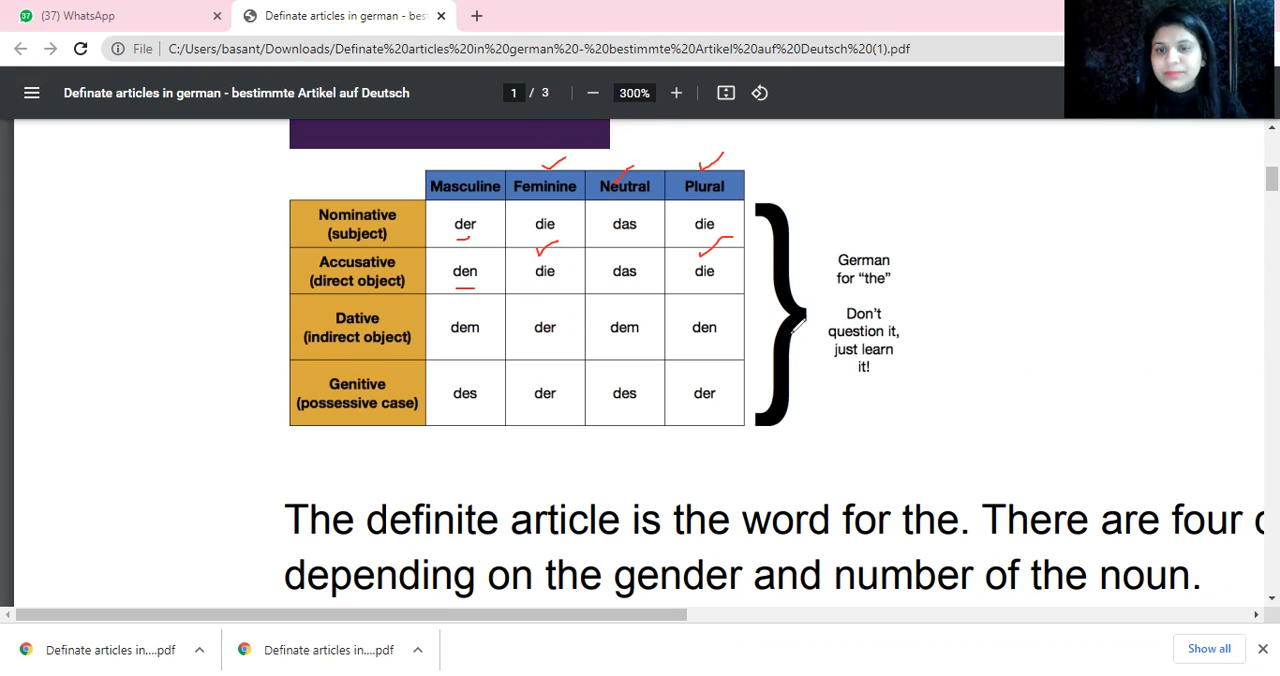 37
(37) WhatsApp
Definate articles in german - bes
File
C:/Users/basant/Downloads/Definate%20articles%20in%20german%20-%20bestimmte%20Artikel%20auf%20Deutsch%20(1).pdf
Definate articles in german - bestimmte Artikel auf Deutsch
1 / 3
300%
Masculine Feminine Neutral Plural
Nominative
(subject)
der die das die
Accusative
(direct object)
den die das die
Dative
(indirect object)
dem der dem den
Genitive
(possessive case)
des der des der
German
for “the”
Don’t
question it,
just learn
it!
The definite article is the word for the. There are four
depending on the gender and number of the noun.
Definate articles in....pdf
Definate articles in....pdf
Show all